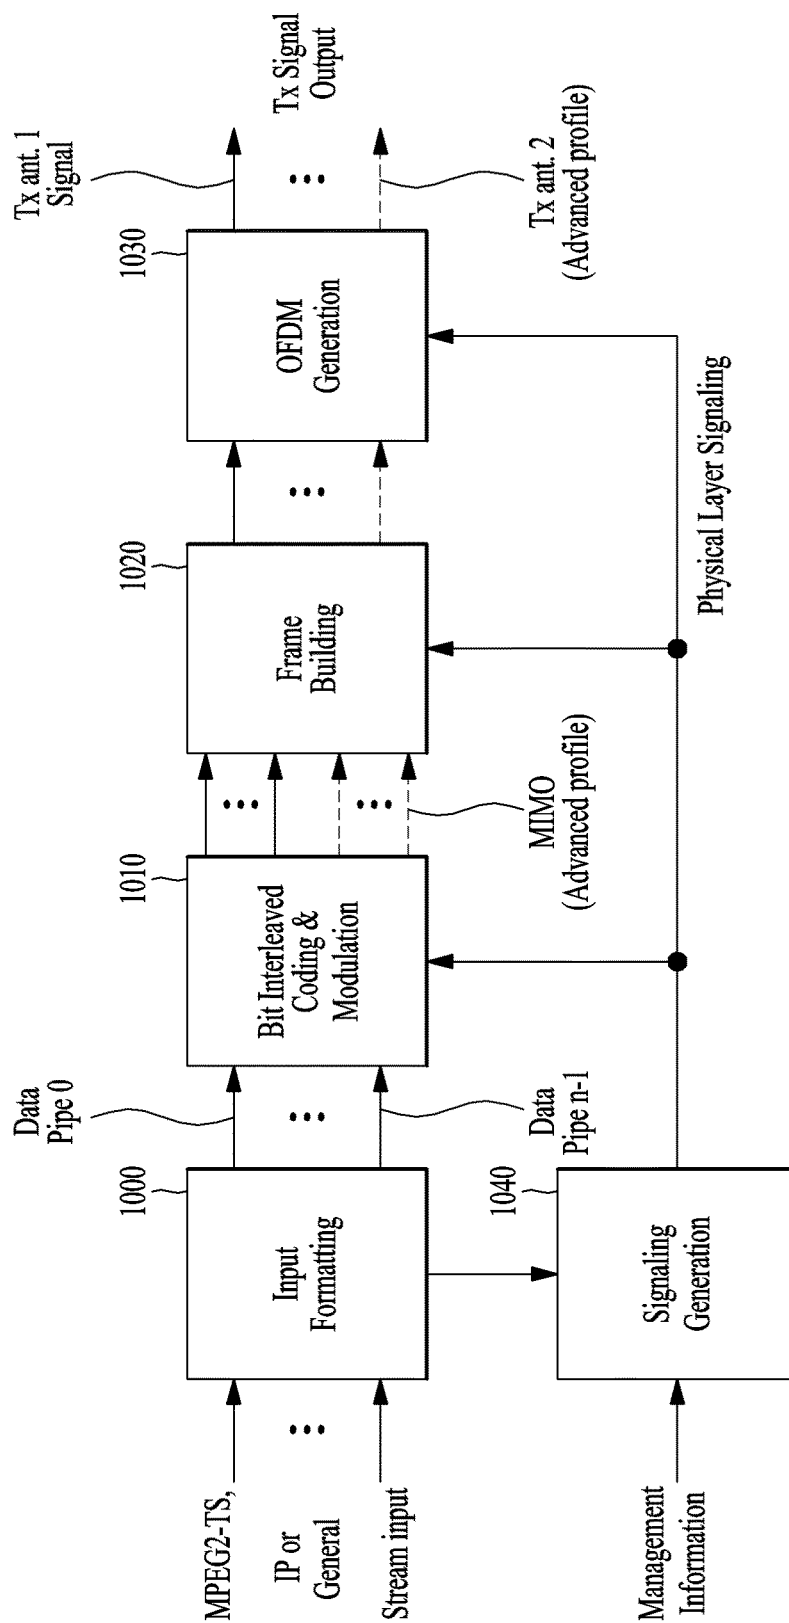 MPEG2-TS,
IP or
General
Stream input
Management
Information
1000
Input
Formatting
1040
Signaling
Generation
Data
Pipe 0
Data
Pipe n-1
1010
Bit Interleaved
Coding &
Modulation
MIMO
(Advanced profile)
1020
Frame
Building
Physical Layer Signaling
1030
OFDM
Generation
Tx ant. 1
Signal
Tx Signal
Output
Tx ant. 2
(Advanced profile)